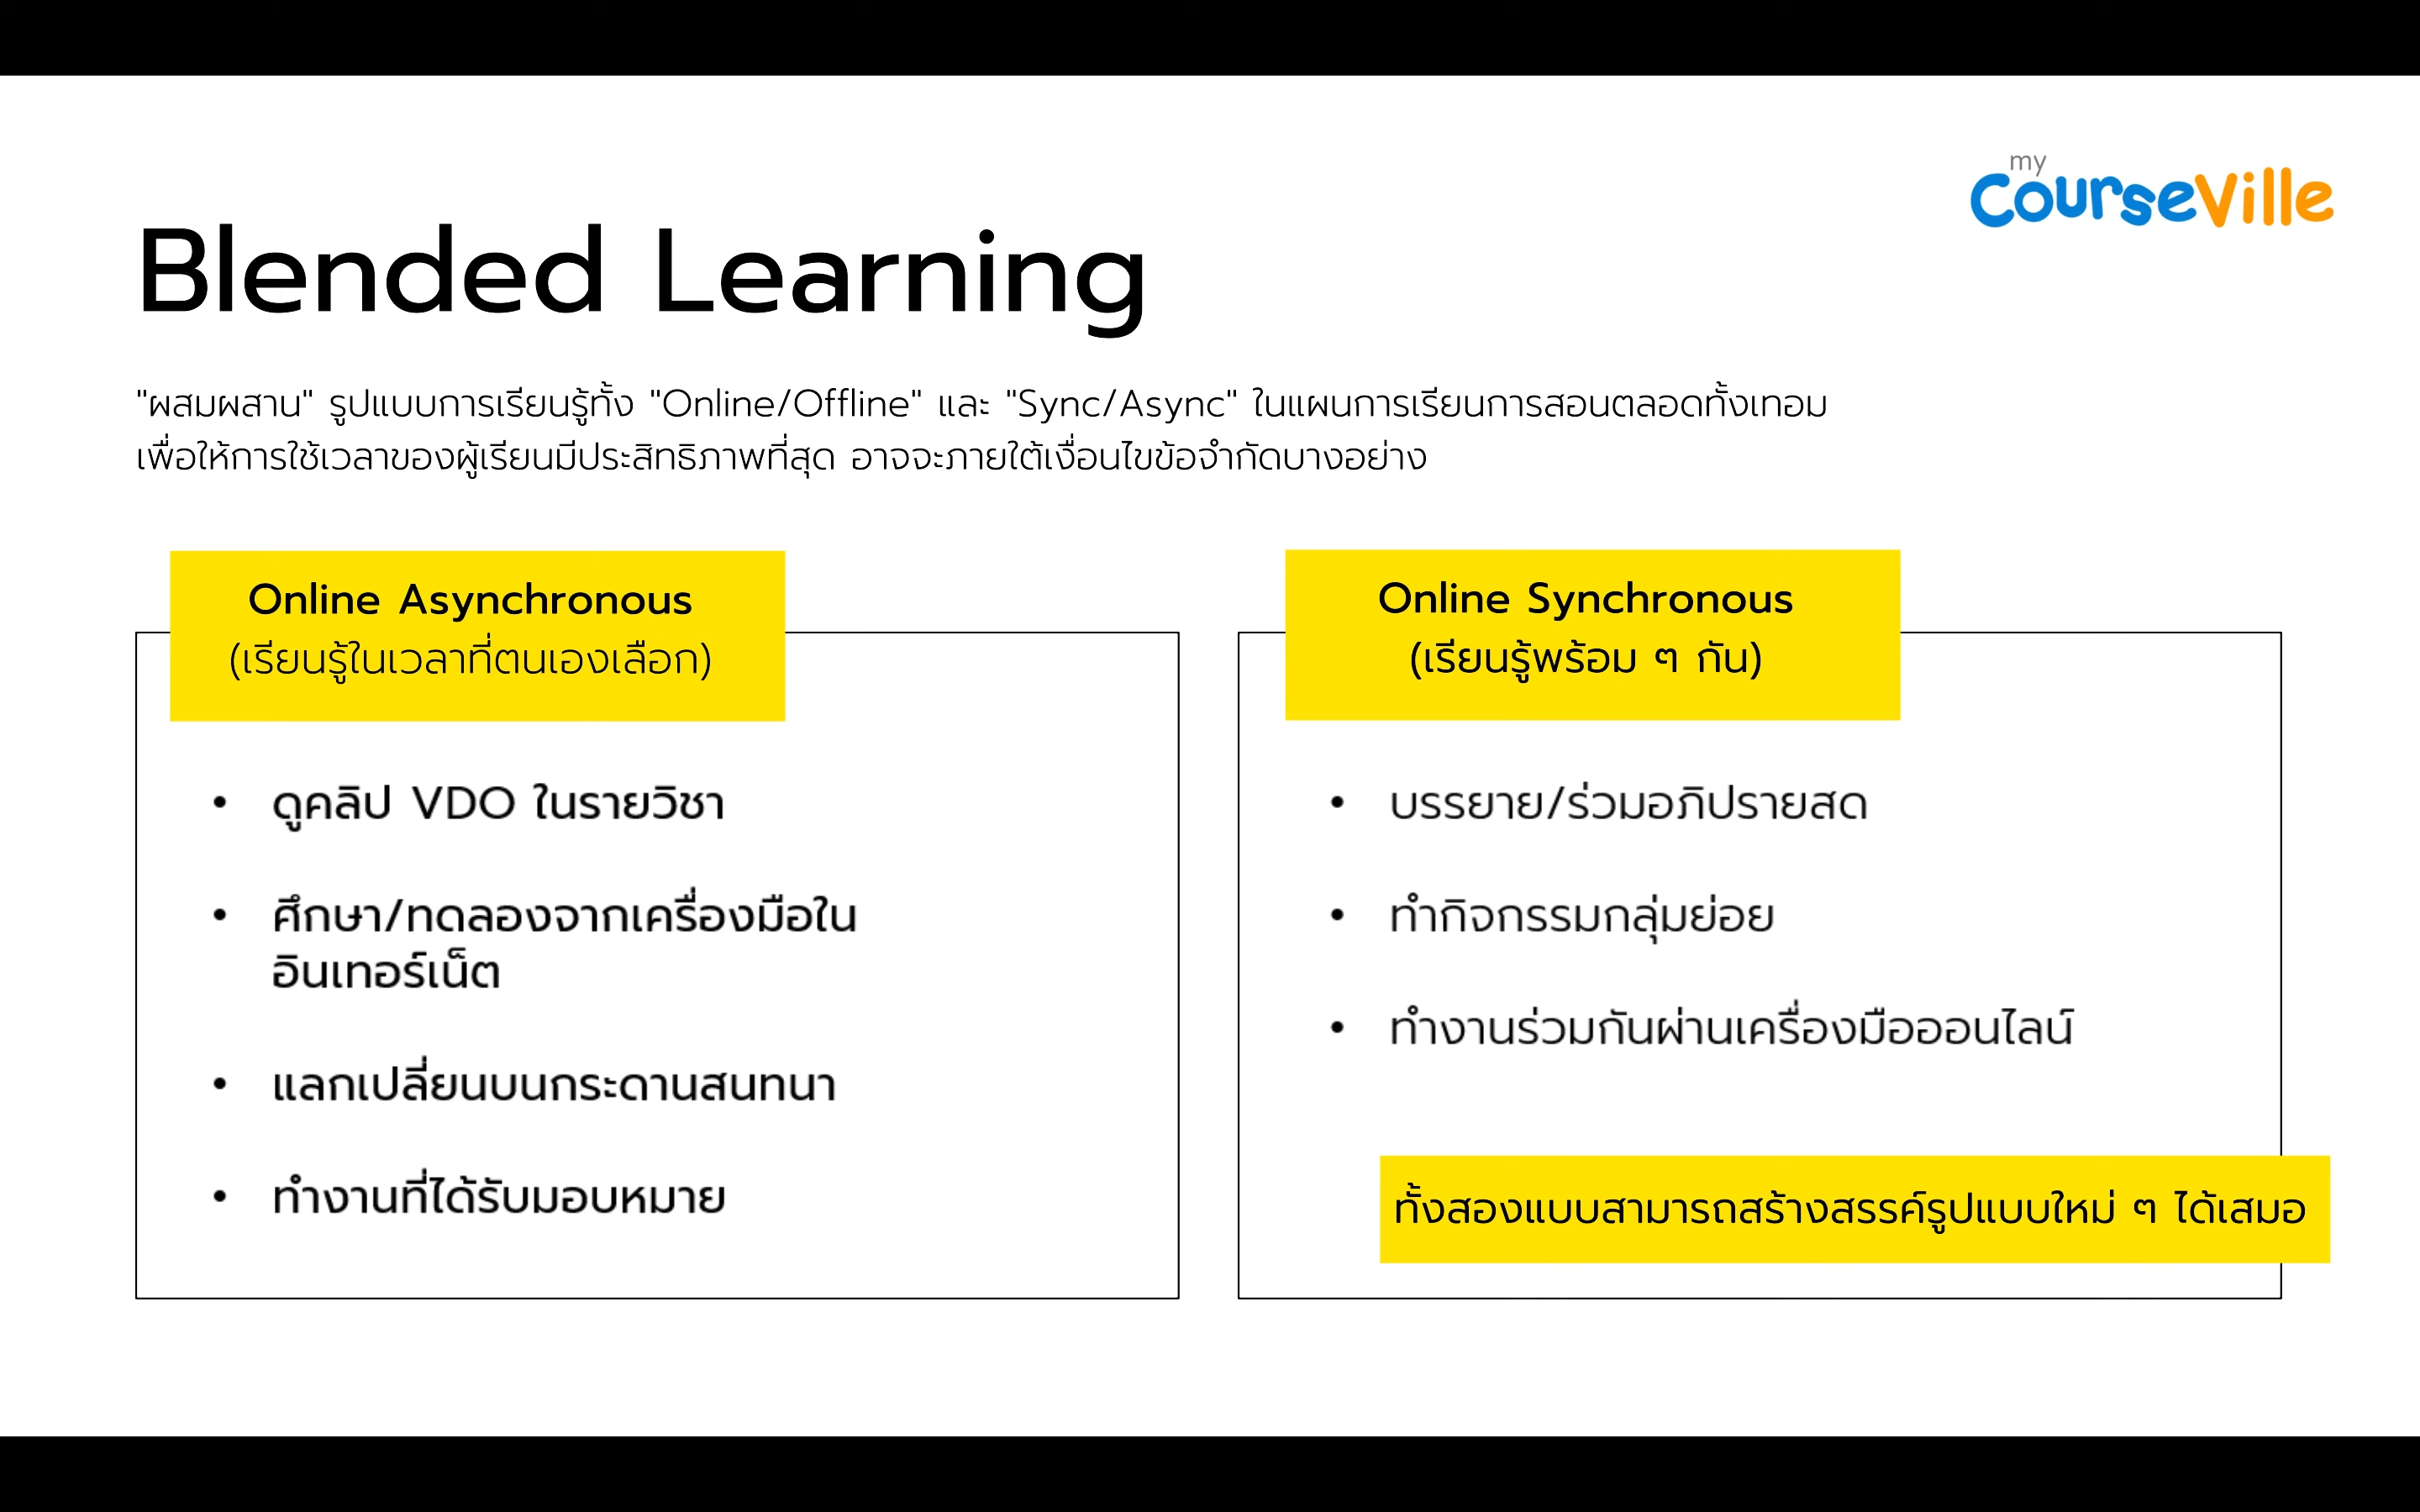 my
CourseVille
Blended Learning
"ผสมผสาน" รูปแบบการเรียนรู้ทั้ง "Online/Offline" และ "Sync/Async" ในแผนการเรียนการสอนตลอดทั้งเทอม
เพื่อให้การใช้เวลาของผู้เรียนมีประสิทธิภาพที่สุด อาจจะภายใต้เงื่อนไขข้อจำกัดบางอย่าง
Online Asynchronous
(เรียนรู้ในเวลาที่ตนเองเลือก)
• ดูคลิป VDO ในรายวิชา
• ศึกษา/ทดลองจากเครื่องมือใน
อินเทอร์เน็ต
• แลกเปลี่ยนบนกระดานสนทนา
• ทำงานที่ได้รับมอบหมาย
Online Synchronous
(เรียนรู้พร้อม ๆ กัน)
• บรรยาย/ร่วมอภิปรายสด
• ทำกิจกรรมกลุ่มย่อย
• ทำงานร่วมกันผ่านเครื่องมือออนไลน์
ทั้งสองแบบสามารถสร้างสรรค์รูปแบบใหม่ ๆ ได้เสมอ